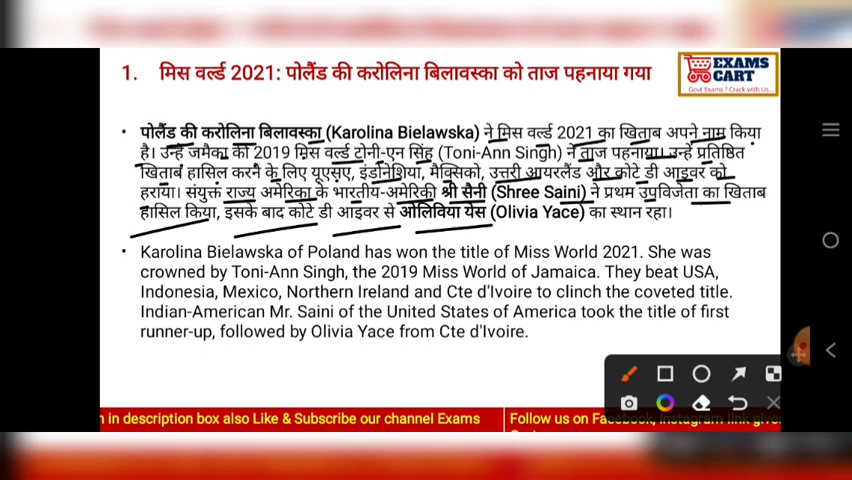 1. मिस वर्ल्ड 2021: पोलैंड की करोलिना बिलावस्का को ताज पहनाया गया
EXAMS
CART
Govt Exams ? Crack with Us...
• पोलैंड की करोलिना बिलावस्का (Karolina Bielawska) ने मिस वर्ल्ड 2021 का खिताब अपने नाम किया
है। उन्हें जमैका की 2019 मिस वर्ल्ड टोनी-एन सिंह (Toni-Ann Singh) ने ताज पहनाया। उन्हें प्रतिष्ठित
खिताब हासिल करने के लिए यूएसए, इंडोनेशिया, मैक्सिको, उत्तरी आयरलैंड और कोटे डी आइवर को
हराया। संयुक्त राज्य अमेरिका के भारतीय-अमेरिकी श्री सैनी (Shree Saini) ने प्रथम उपविजेता का खिताब
हासिल किया, इसके बाद कोटे डी आइवर से ओलिविया येस (Olivia Yace) का स्थान रहा।
• Karolina Bielawska of Poland has won the title of Miss World 2021. She was
crowned by Toni-Ann Singh, the 2019 Miss World of Jamaica. They beat USA,
Indonesia, Mexico, Northern Ireland and Cte d'Ivoire to clinch the coveted title.
Indian-American Mr. Saini of the United States of America took the title of first
runner-up, followed by Olivia Yace from Cte d'Ivoire.
in description box also Like & Subscribe our channel Exams
Follow us on Facebook, Instagram link give